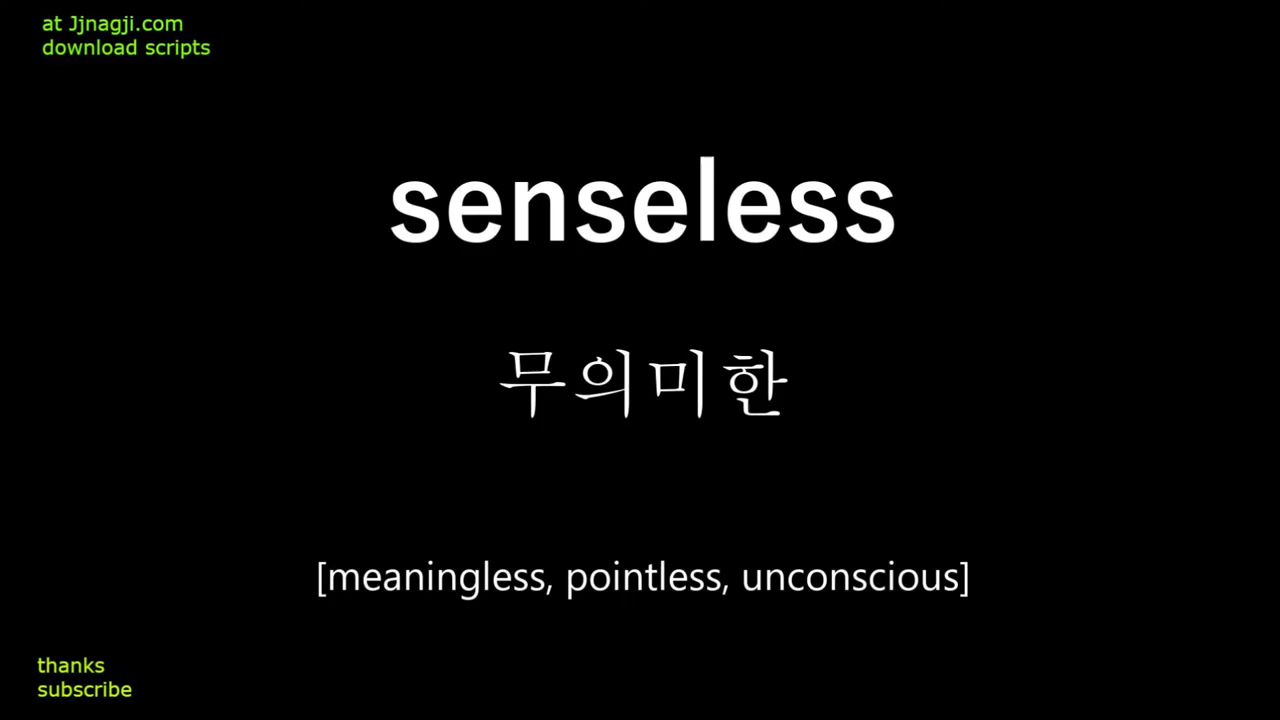 at Jjnagji.com
download scripts
senseless
무의미한
[meaningless, pointless, unconscious]
thanks
subscribe